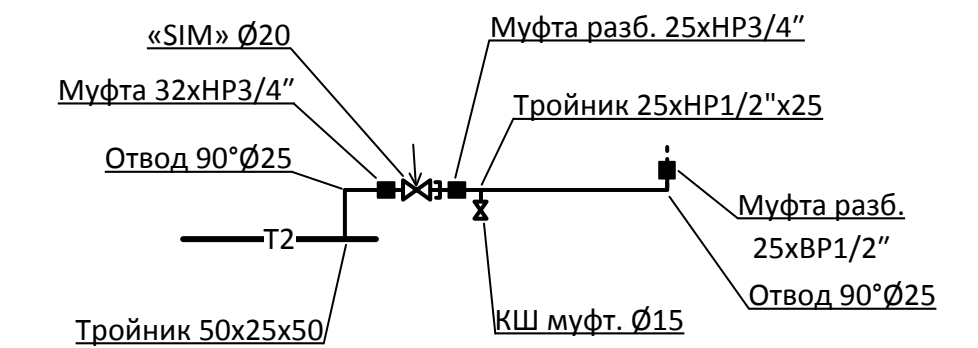 «SIM» Ø20
Муфта разб. 25хНР3/4"
Муфта 32хНР3/4"
Тройник 25хНР1/2"х25
Отвод 90°Ø25
Муфта разб.
25хВР1/2"
Т2
Отвод 90°Ø25
Тройник 50х25х50
КШ муфт. Ø15